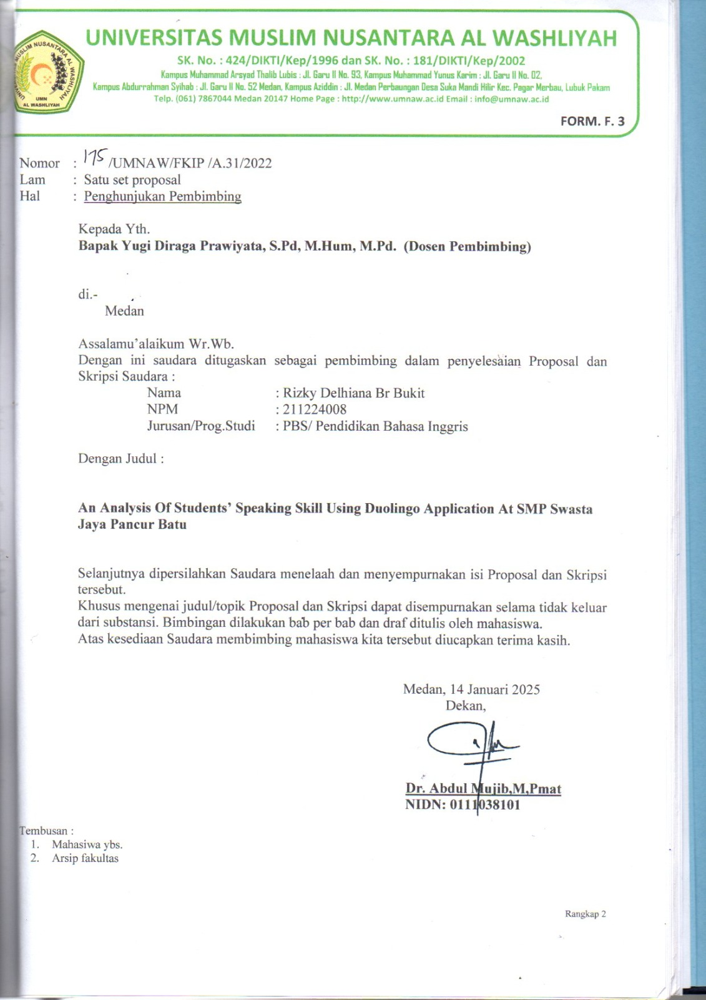 UNIVERSITAS MUSLIM NUSANTARA AL WASHLIYAH
SK. No. : 424/DIKTI/Kep/1996 dan SK. No. : 181/DIKTI/Kep/2002
Kampus Muhammad Arsyad Thalib Lubis : Jl. Garu II No. 93, Kampus Muhammad Yunus Karim : Jl. Garu II No. 02,
Kampus Abdurrahman Syihab : Jl. Garu II No. 52 Medan, Kampus Aziddin : Jl. Medan Perbaungan Desa Suka Mandi Hilir Kec. Pagar Merbau, Lubuk Pakam
Telp. (061) 7867044 Medan 20147 Home Page : http://www.umnaw.ac.id Email : info@umnaw.ac.id
MUSLIM NUSANTARA AL WASHLIYAH
UMN
AL WASHLIYAH
FORM. F. 3
Nomor : 175 /UMNAW/FKIP /A.31/2022
Lam : Satu set proposal
Hal : Penghunjukan Pembimbing
Kepada Yth.
Bapak Yugi Diraga Prawiyata, S.Pd, M.Hum, M.Pd. (Dosen Pembimbing)
di.-
Medan
Assalamu’alaikum Wr.Wb.
Dengan ini saudara ditugaskan sebagai pembimbing dalam penyelesaian Proposal dan
Skripsi Saudara :
Nama : Rizky Delhiana Br Bukit
NPM : 211224008
Jurusan/Prog.Studi : PBS/ Pendidikan Bahasa Inggris
Dengan Judul :
An Analysis Of Students’ Speaking Skill Using Duolingo Application At SMP Swasta
Jaya Pancur Batu
Selanjutnya dipersilahkan Saudara menelaah dan menyempurnakan isi Proposal dan Skripsi
tersebut.
Khusus mengenai judul/topik Proposal dan Skripsi dapat disempurnakan selama tidak keluar
dari substansi. Bimbingan dilakukan bab per bab dan draf ditulis oleh mahasiswa.
Atas kesediaan Saudara membimbing mahasiswa kita tersebut diucapkan terima kasih.
Medan, 14 Januari 2025
Dekan,
Dr. Abdul Mujib,M,Pmat
NIDN: 0111038101
Tembusan :
1. Mahasiwa ybs.
2. Arsip fakultas
Rangkap 2